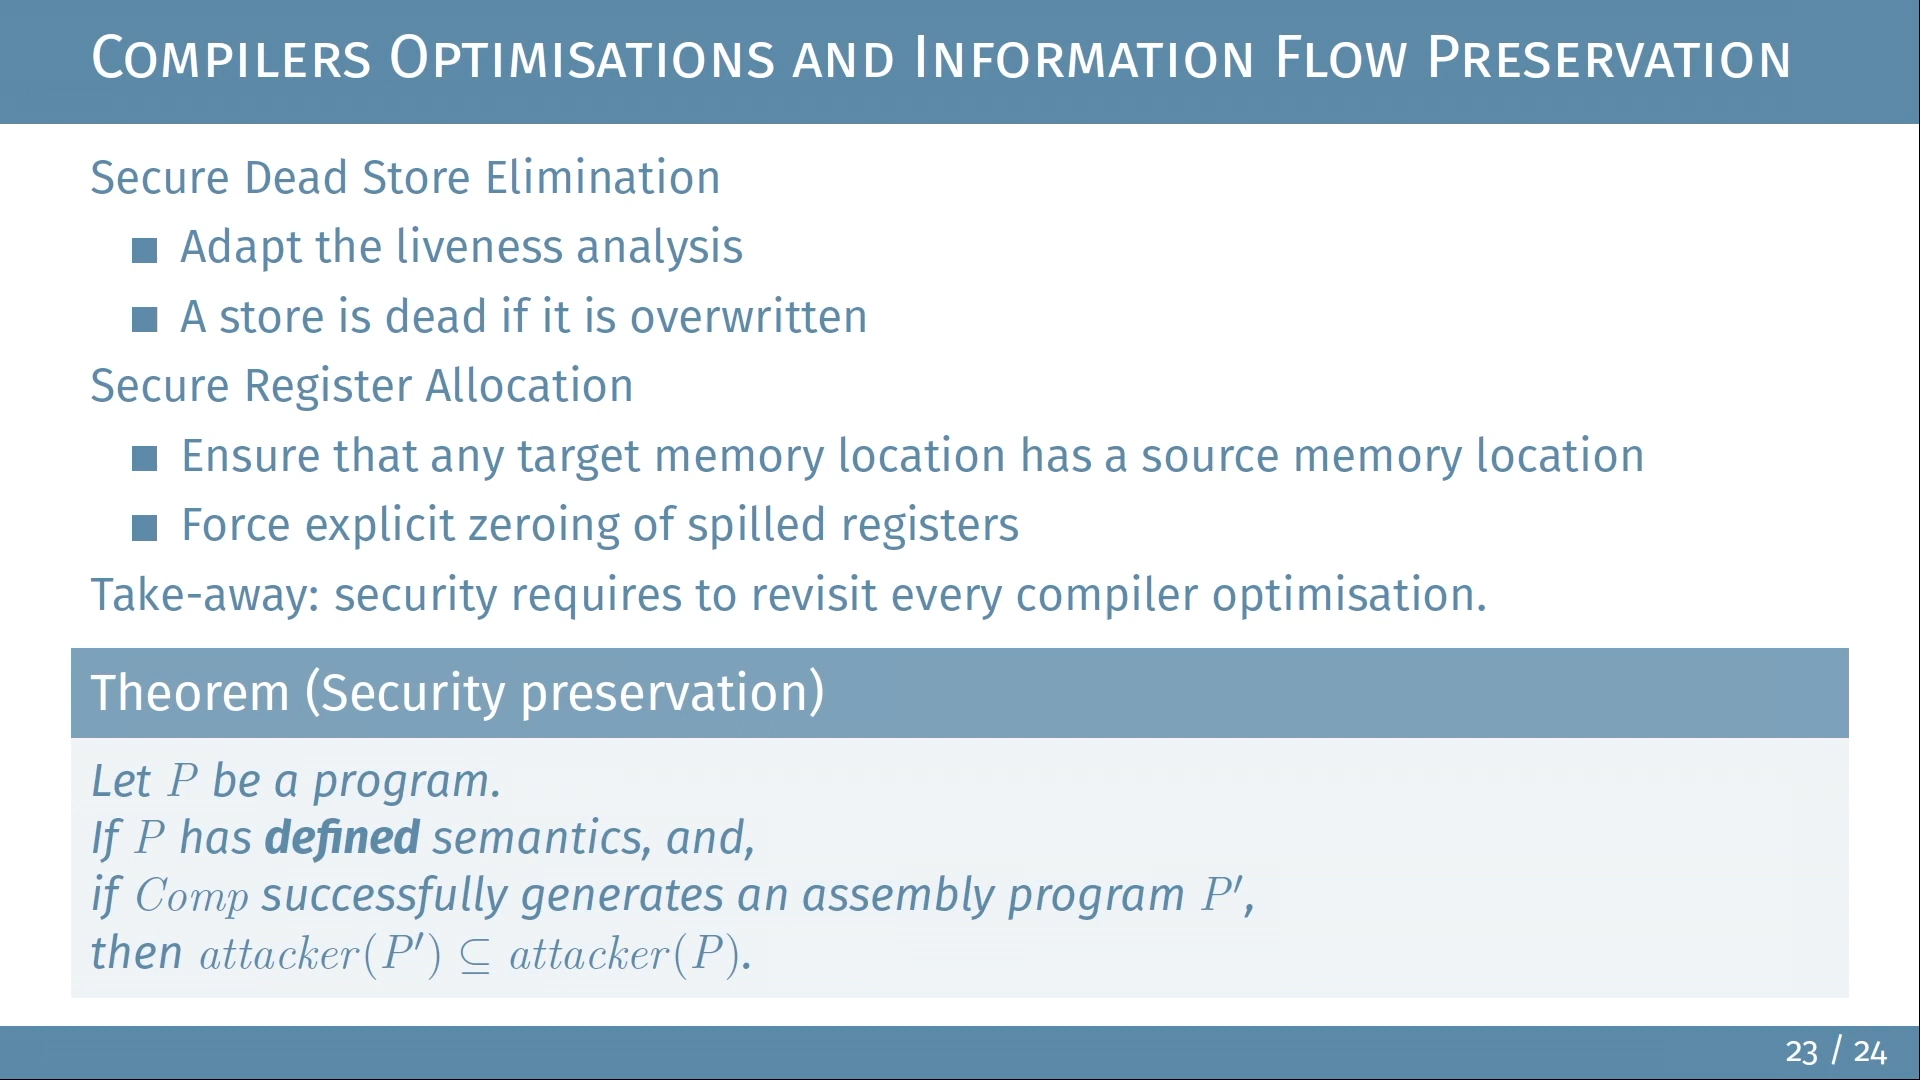 Compilers Optimisations and Information Flow Preservation
Secure Dead Store Elimination
■ Adapt the liveness analysis
■ A store is dead if it is overwritten
Secure Register Allocation
■ Ensure that any target memory location has a source memory location
■ Force explicit zeroing of spilled registers
Take-away: security requires to revisit every compiler optimisation.
Theorem (Security preservation)
Let P be a program.
If P has defined semantics, and,
if Comp successfully generates an assembly program P′,
then attacker(P′) ⊆ attacker(P).
23 / 24